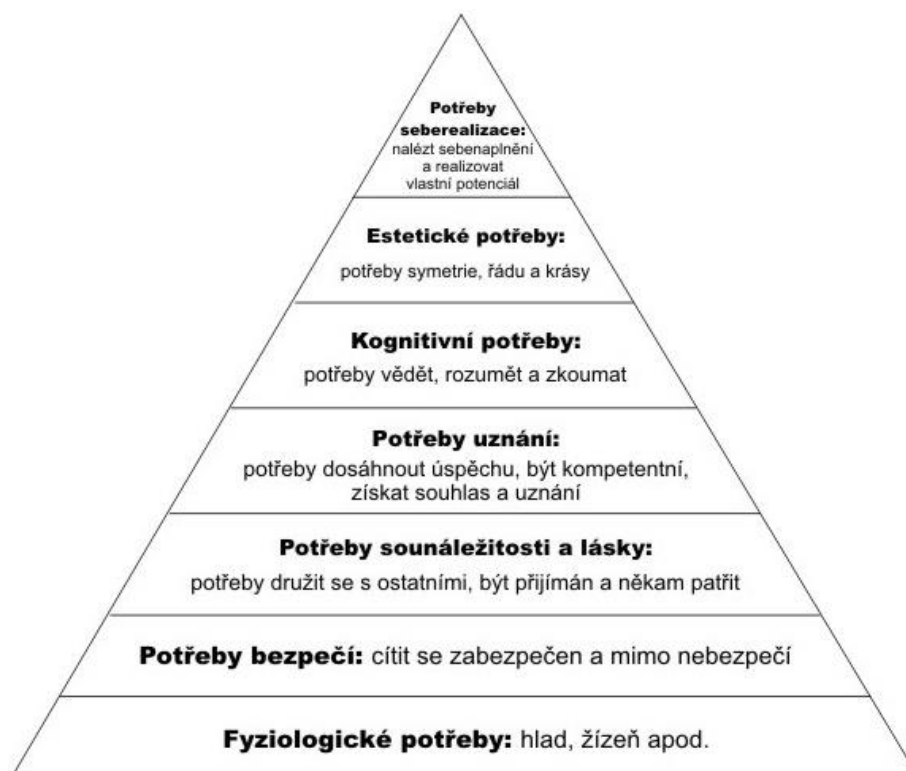 Potřeby
seberealizace:
nalézt sebenaplnění
a realizovat
vlastní potenciál
Estetické potřeby:
potřeby symetrie, řádu a krásy
Kognitivní potřeby:
potřeby vědět, rozumět a zkoumat
Potřeby uznání:
potřeby dosáhnout úspěchu, být kompetentní,
získat souhlas a uznání
Potřeby sounáležitosti a lásky:
potřeby družit se s ostatními, být přijímán a někam patřit
Potřeby bezpečí: cítit se zabezpečen a mimo nebezpečí
Fyziologické potřeby: hlad, žízeň apod.